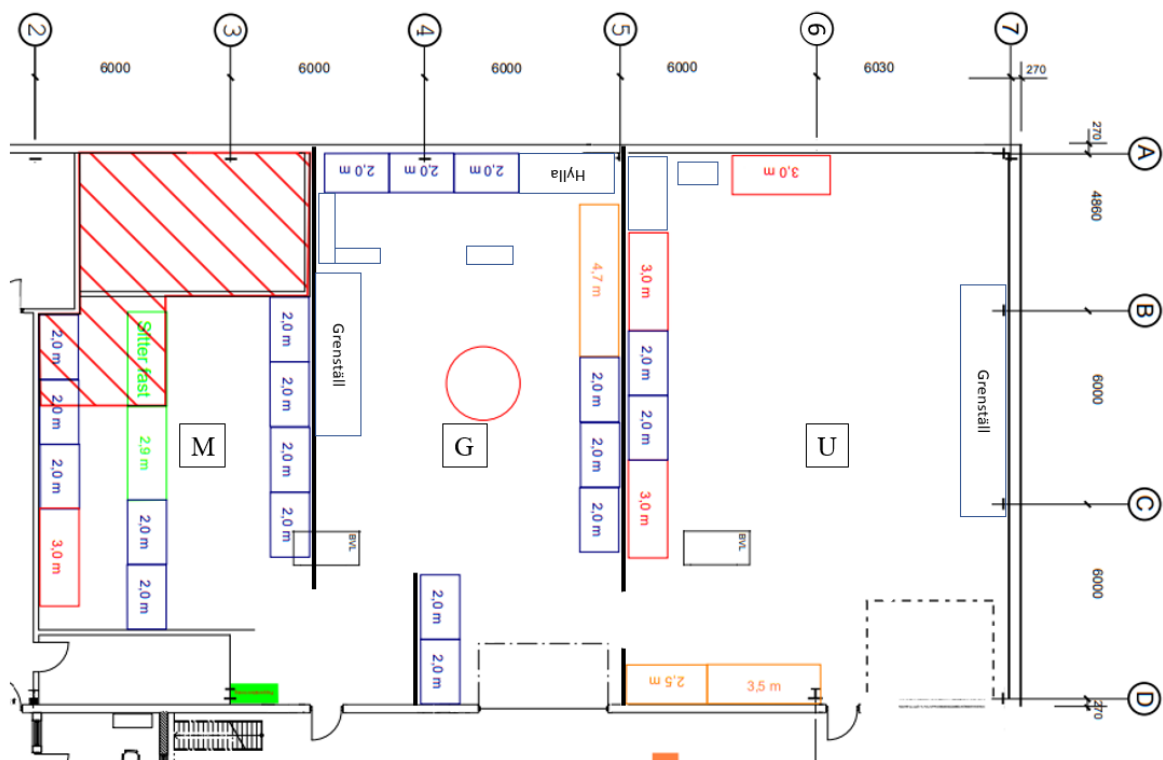 2
3
4
5
6
7
6000
6000
6000
6000
6030
270
270
A
4860
B
6000
C
6000
D
270
2,0 m
2,0 m
2,0 m
Hylla
3,0 m
4,7 m
3,0 m
2,0 m
2,0 m
3,0 m
2,0 m
2,0 m
2,0 m
Grenställ
Grenställ
Sitter fast
2,9 m
2,0 m
2,0 m
2,0 m
2,0 m
2,0 m
3,0 m
2,0 m
2,0 m
2,0 m
2,0 m
M
G
U
BVL
BVL
2,0 m
2,0 m
2,5 m
3,5 m